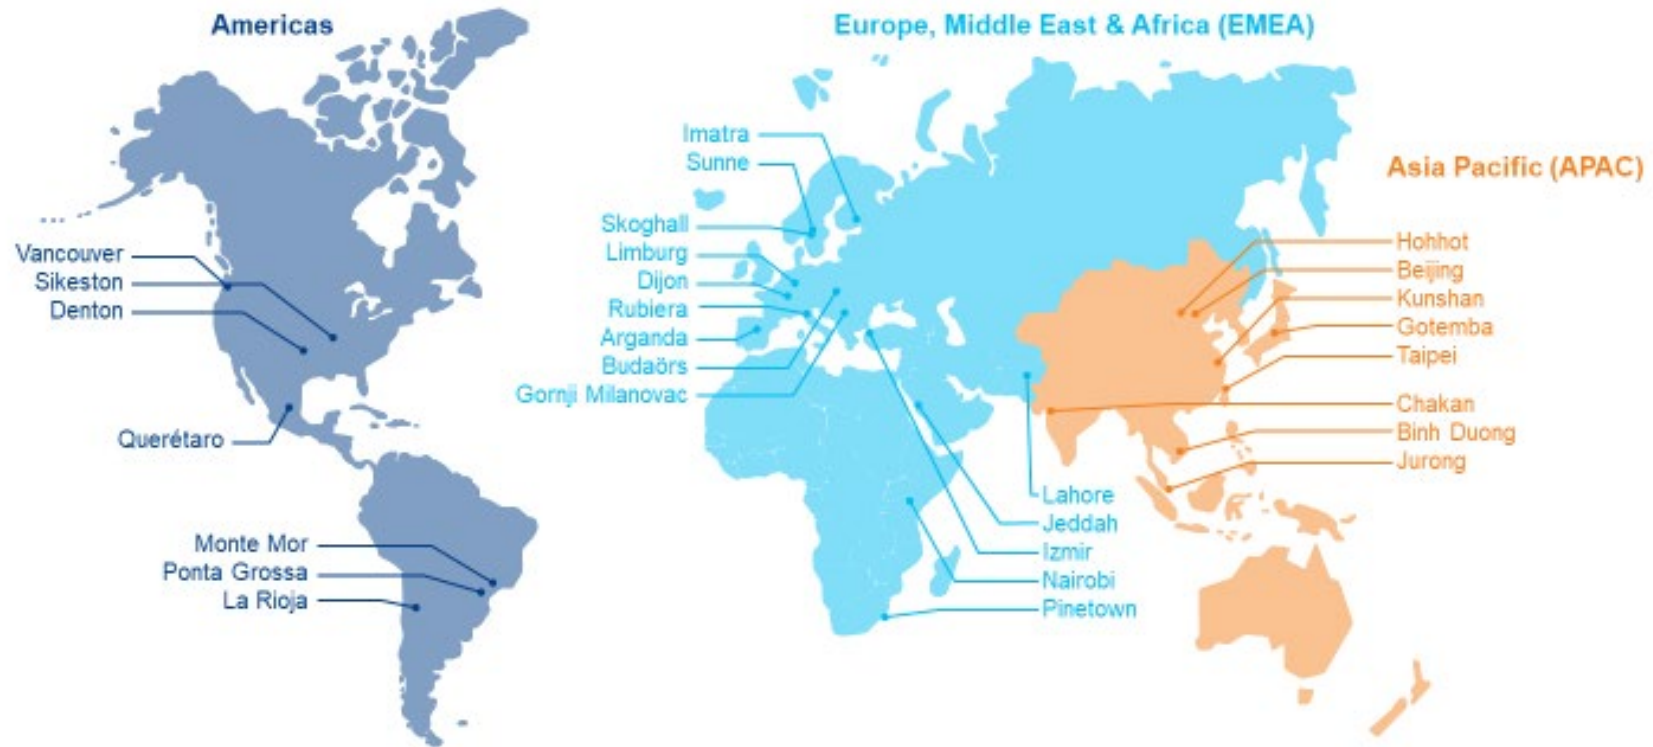 Americas
Vancouver
Sikeston
Denton
Querétaro
Monte Mor
Ponta Grossa
La Rioja
Europe, Middle East & Africa (EMEA)
Imatra
Sunne
Skoghall
Limburg
Dijon
Rubiera
Arganda
Budaörs
Gornji Milanovac
Lahore
Jeddah
Izmir
Nairobi
Pinetown
Asia Pacific (APAC)
Hohhot
Beijing
Kunshan
Gotemba
Taipei
Chakan
Binh Duong
Jurong